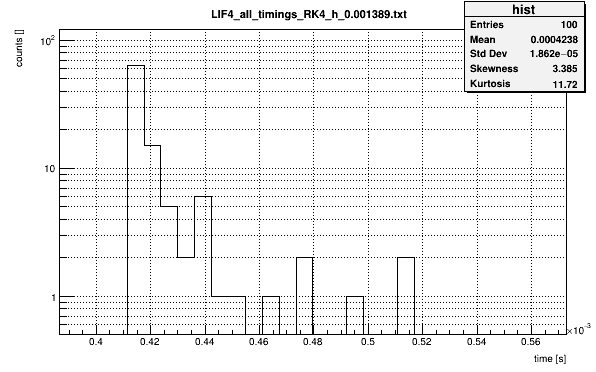 LIF4_all_timings_RK4_h_0.001389.txt
hist
Entries 100
Mean 0.0004238
Std Dev 1.862e−05
Skewness 3.385
Kurtosis 11.72
counts []
10²
10
1
0.4 0.42 0.44 0.46 0.48 0.5 0.52 0.54 0.56
×10⁻³
time [s]